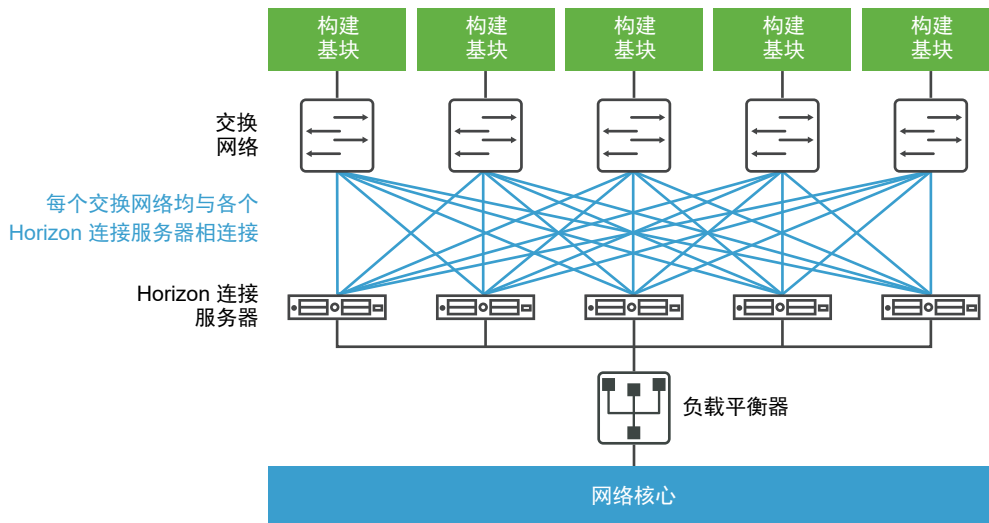 构建
基块
构建
基块
构建
基块
构建
基块
构建
基块
交换
网络
每个交换网络均与各个
Horizon 连接服务器相连接
Horizon 连接
服务器
负载平衡器
网络核心